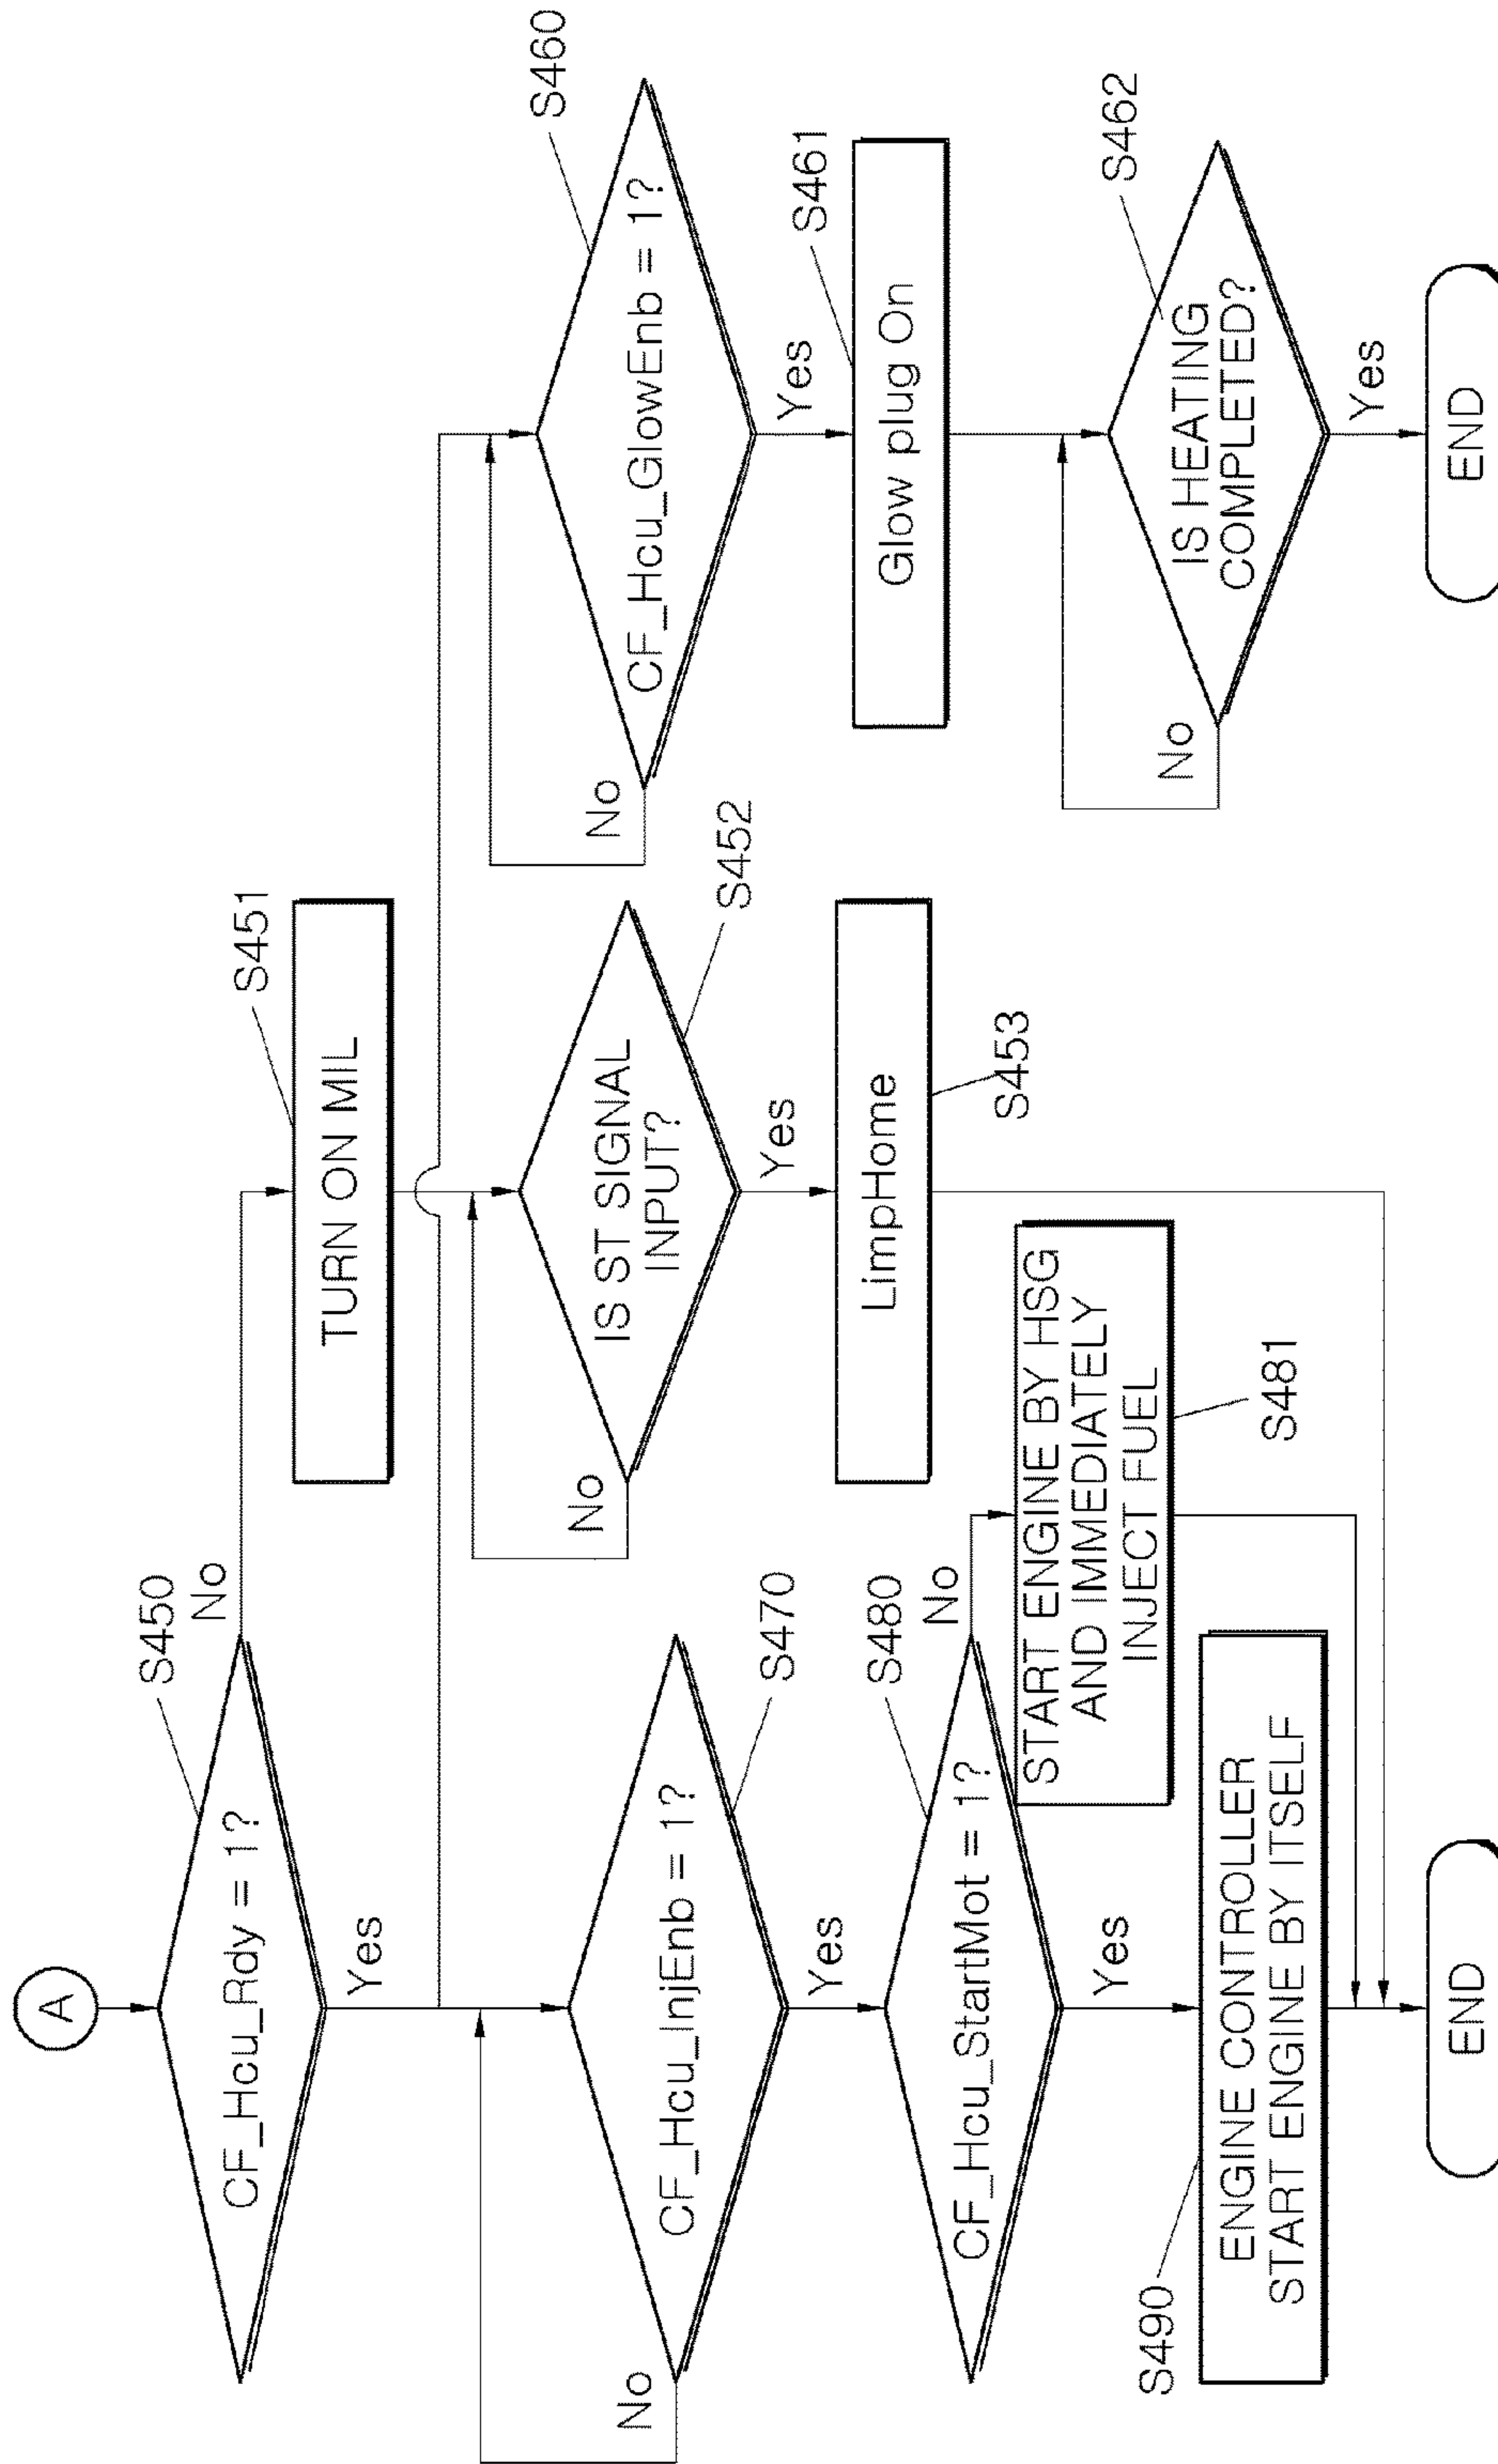 A
S450
CF_Hcu_Rdy = 1?
No
Yes
S451
TURN ON MIL
S452
IS ST SIGNAL
INPUT?
No
Yes
LimpHome
S453
S460
CF_Hcu_GlowEnb = 1?
No
Yes
S461
Glow plug On
S462
IS HEATING
COMPLETED?
No
Yes
END
S470
CF_Hcu_InjEnb = 1?
No
Yes
S480
CF_Hcu_StartMot = 1?
No
Yes
START ENGINE BY HSG
AND IMMEDIATELY
INJECT FUEL
S481
S490
ENGINE CONTROLLER
START ENGINE BY ITSELF
END